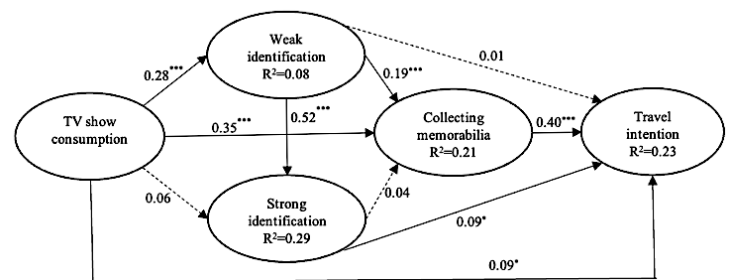 Weak
identification
R²=0.08
0.01
0.28***
0.19***
TV show
consumption
0.35***
0.52***
Collecting
memorabilia
R²=0.21
0.40***
Travel
intention
R²=0.23
0.06
Strong
identification
R²=0.29
0.04
0.09*
0.09*